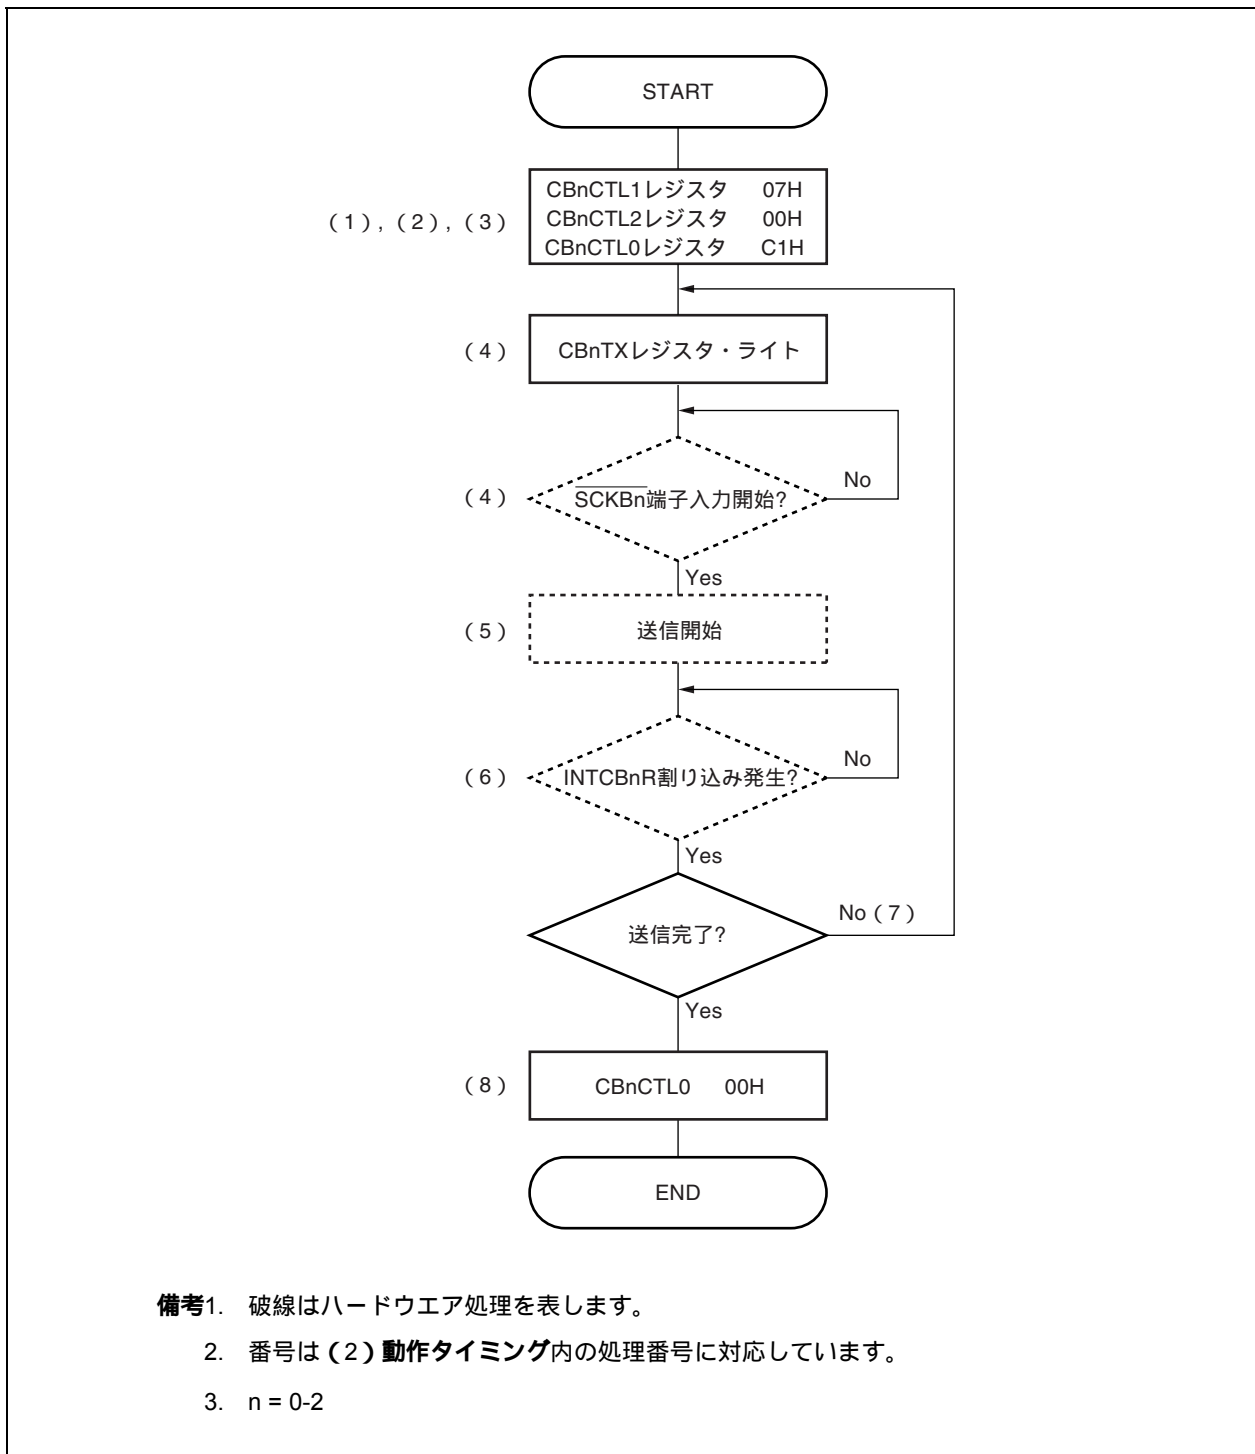 START
(1), (2), (3)
CBnCTL1レジスタ 07H
CBnCTL2レジスタ 00H
CBnCTL0レジスタ C1H
(4) CBnTXレジスタ・ライト
(4) SCKBn端子入力開始? No
Yes
(5) 送信開始
(6) INTCBnR割り込み発生? No
Yes
送信完了? No(7)
Yes
(8) CBnCTL0 00H
END
備考1. 破線はハードウエア処理を表します。
2. 番号は(2)動作タイミング内の処理番号に対応しています。
3. n = 0-2